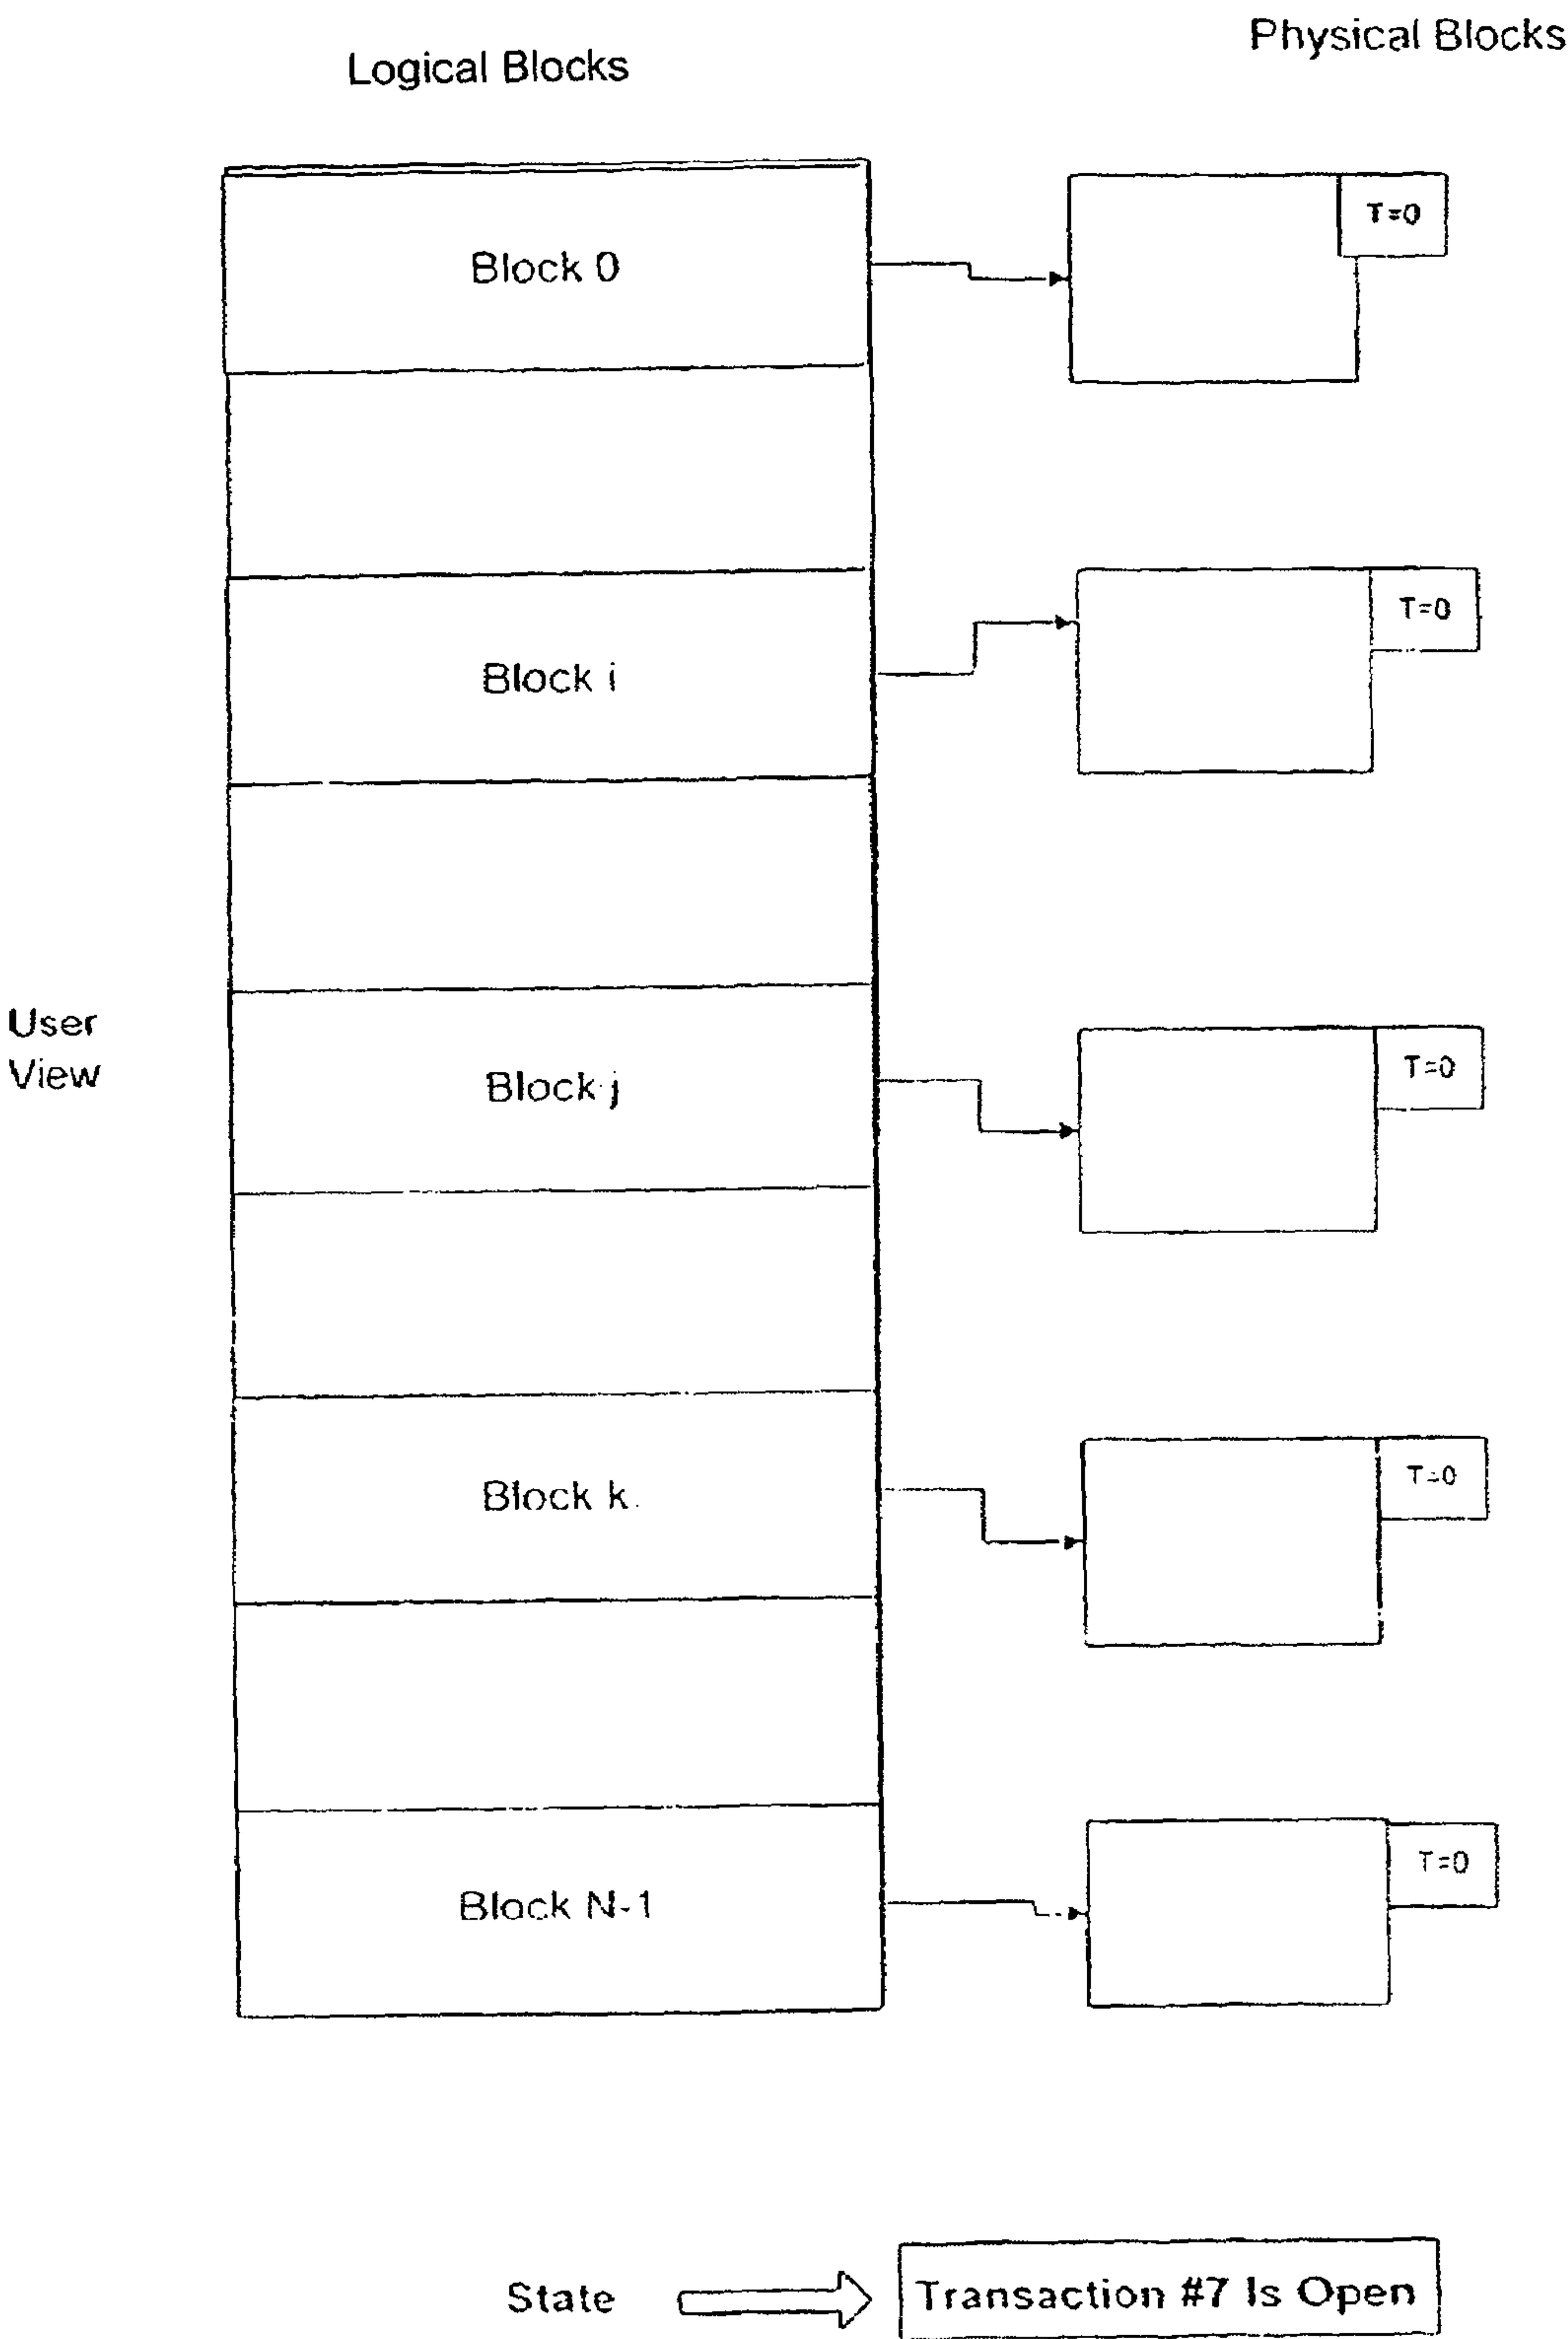 Physical Blocks
Logical Blocks
Block 0
T=0
Block i
T=0
User
View
Block j
T=0
Block k
T=0
Block N-1
T=0
State
Transaction #7 Is Open